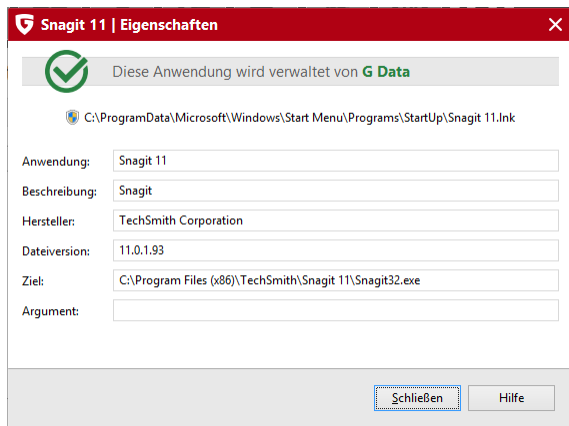 Snagit 11 | Eigenschaften
Diese Anwendung wird verwaltet von G Data
C:\ProgramData\Microsoft\Windows\Start Menu\Programs\StartUp\Snagit 11.lnk
Anwendung: Snagit 11
Beschreibung: Snagit
Hersteller: TechSmith Corporation
Dateiversion: 11.0.1.93
Ziel: C:\Program Files (x86)\TechSmith\Snagit 11\Snagit32.exe
Argument:
Schließen Hilfe